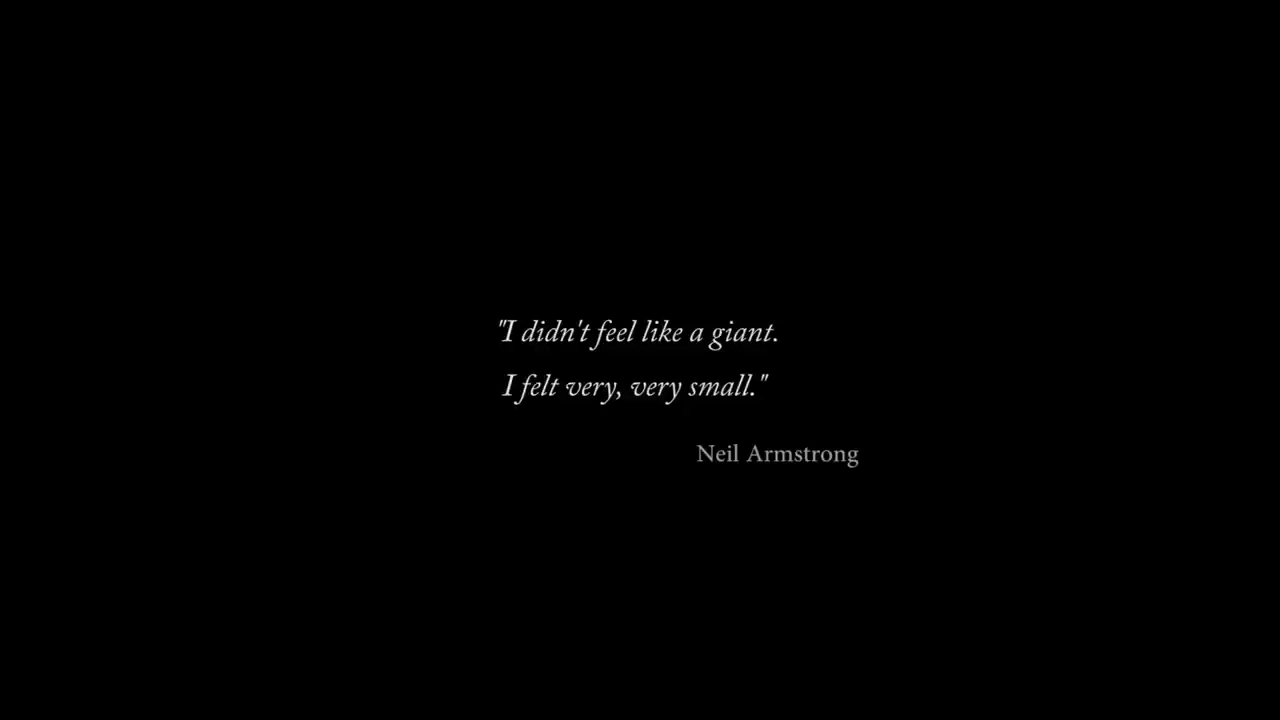 "I didn't feel like a giant.
I felt very, very small."
Neil Armstrong